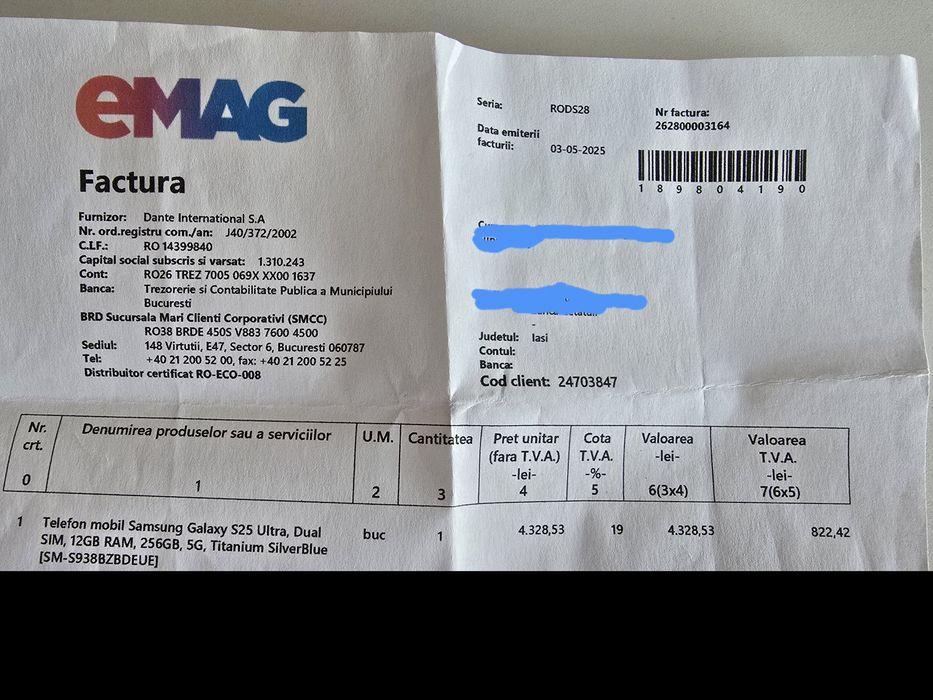 eMAG
Factura
Furnizor: Dante International S.A
Nr. ord.registru com./an: J40/372/2002
C.I.F.: RO 14399840
Capital social subscris si varsat: 1.310.243
Cont: RO26 TREZ 7005 069X XX00 1637
Banca: Trezorerie si Contabilitate Publica a Municipiului
Bucuresti
BRD Sucursala Mari Clienti Corporativi (SMCC)
RO38 BRDE 450S V883 7600 4500
Sediul: 148 Virtutii, E47, Sector 6, Bucuresti 060787
Tel: +40 21 200 52 00, fax: +40 21 200 52 25
Distribuitor certificat RO-ECO-008
Seria: RODS28
Data emiterii
facturii: 03-05-2025
Nr factura:
262800003164
1 8 9 8 0 4 1 9 0
-
Judetul: Iasi
Contul:
Banca:
Cod client: 24703847
Nr. crt. Denumirea produselor sau a serviciilor U.M. Cantitatea Pret unitar (fara T.V.A.) -lei- Cota T.V.A. -%- Valoarea -lei- Valoarea T.V.A. -lei-
0 1 2 3 4 5 6(3x4) 7(6x5)
1 Telefon mobil Samsung Galaxy S25 Ultra, Dual buc 1 4.328,53 19 4.328,53 822,42
SIM, 12GB RAM, 256GB, 5G, Titanium SilverBlue
[SM-S938BZBDEUE]